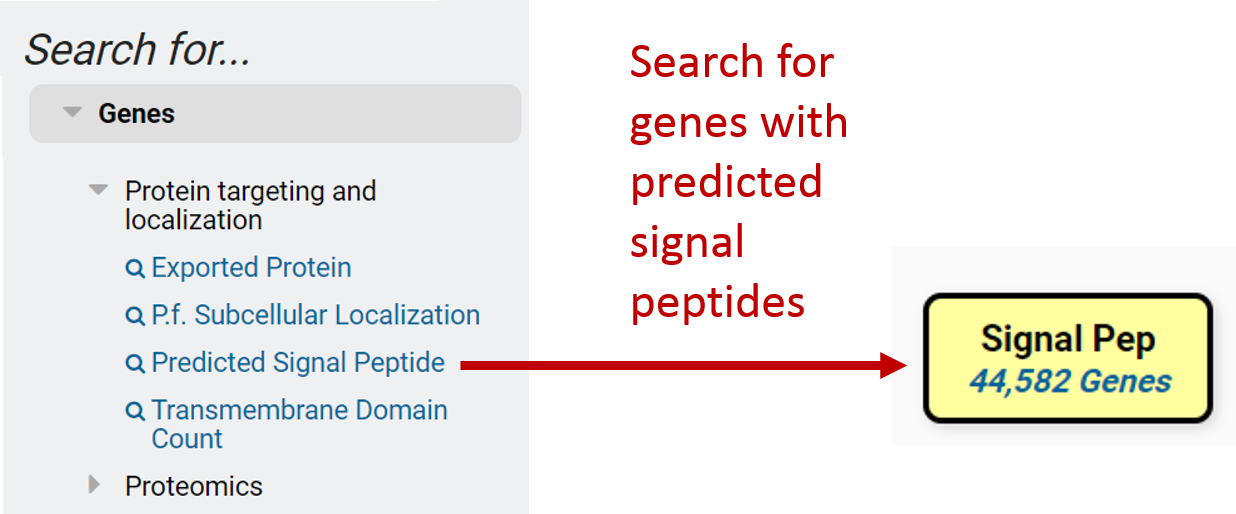 Search for...
Genes
Protein targeting and
localization
Exported Protein
P.f. Subcellular Localization
Predicted Signal Peptide
Transmembrane Domain
Count
Proteomics
Search for
genes with
predicted
signal
peptides
Signal Pep
44,582 Genes